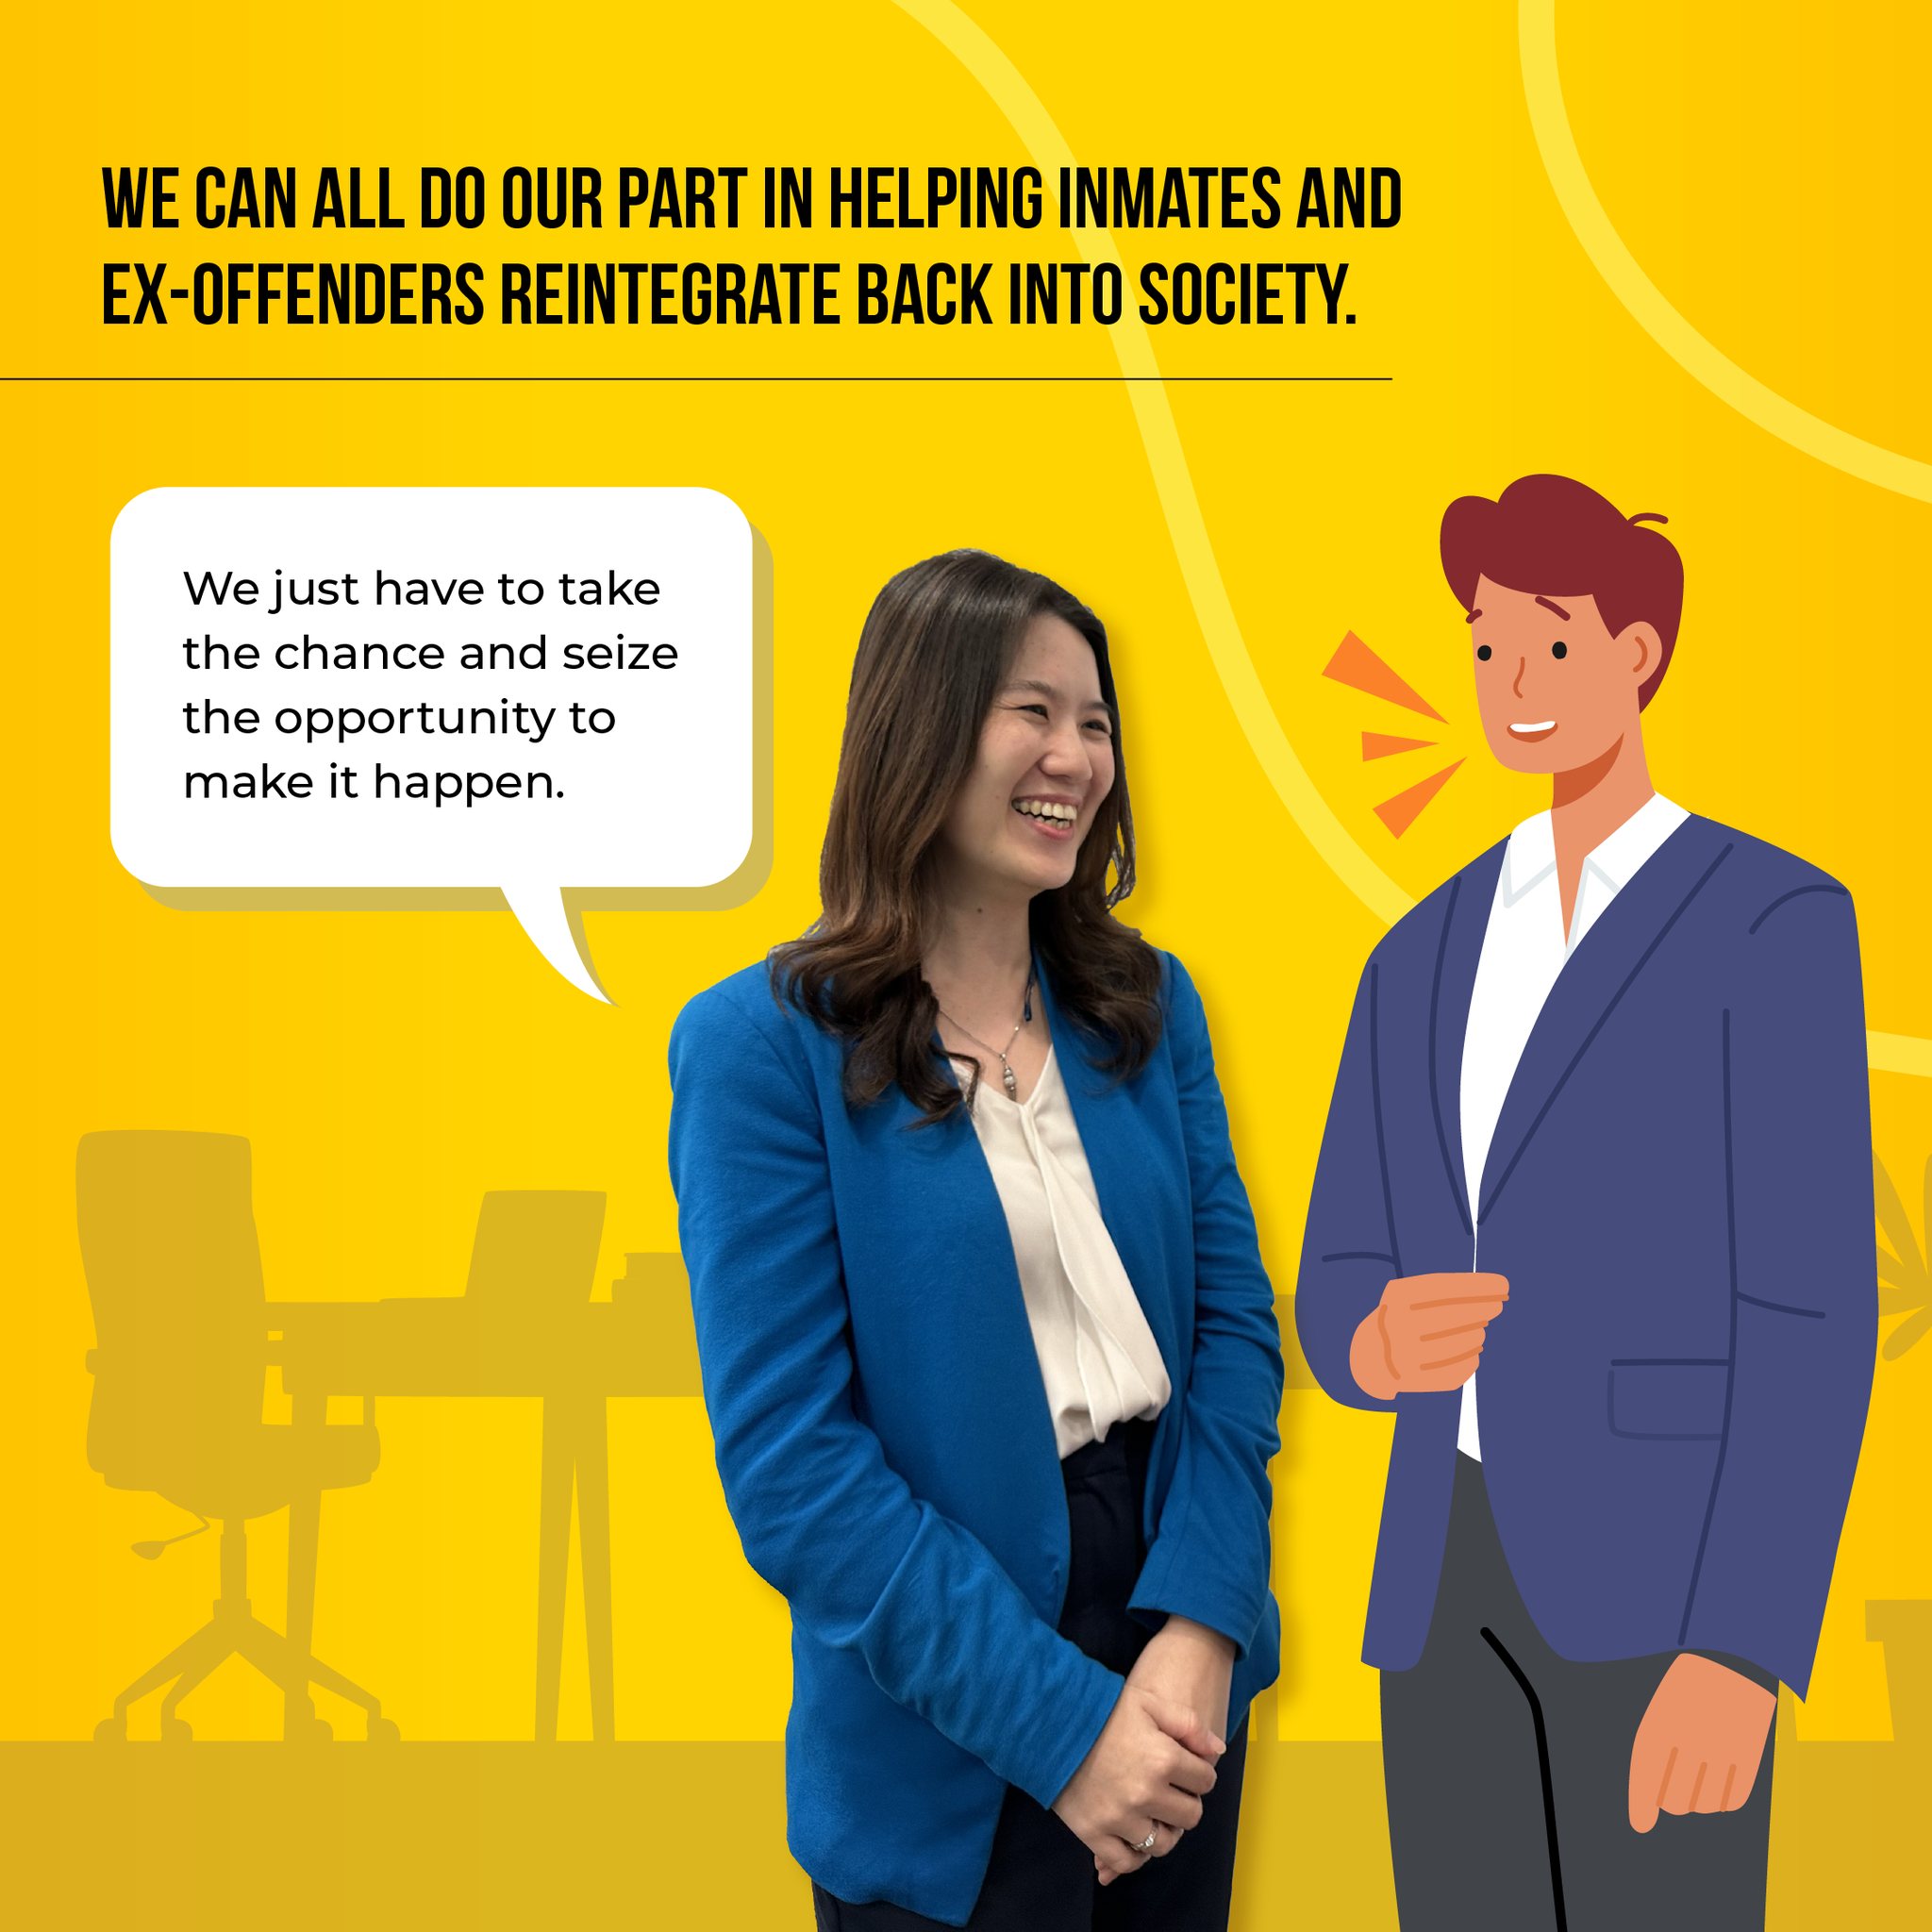 WE CAN ALL DO OUR PART IN HELPING INMATES AND
EX-OFFENDERS REINTEGRATE BACK INTO SOCIETY.
We just have to take
the chance and seize
the opportunity to
make it happen.